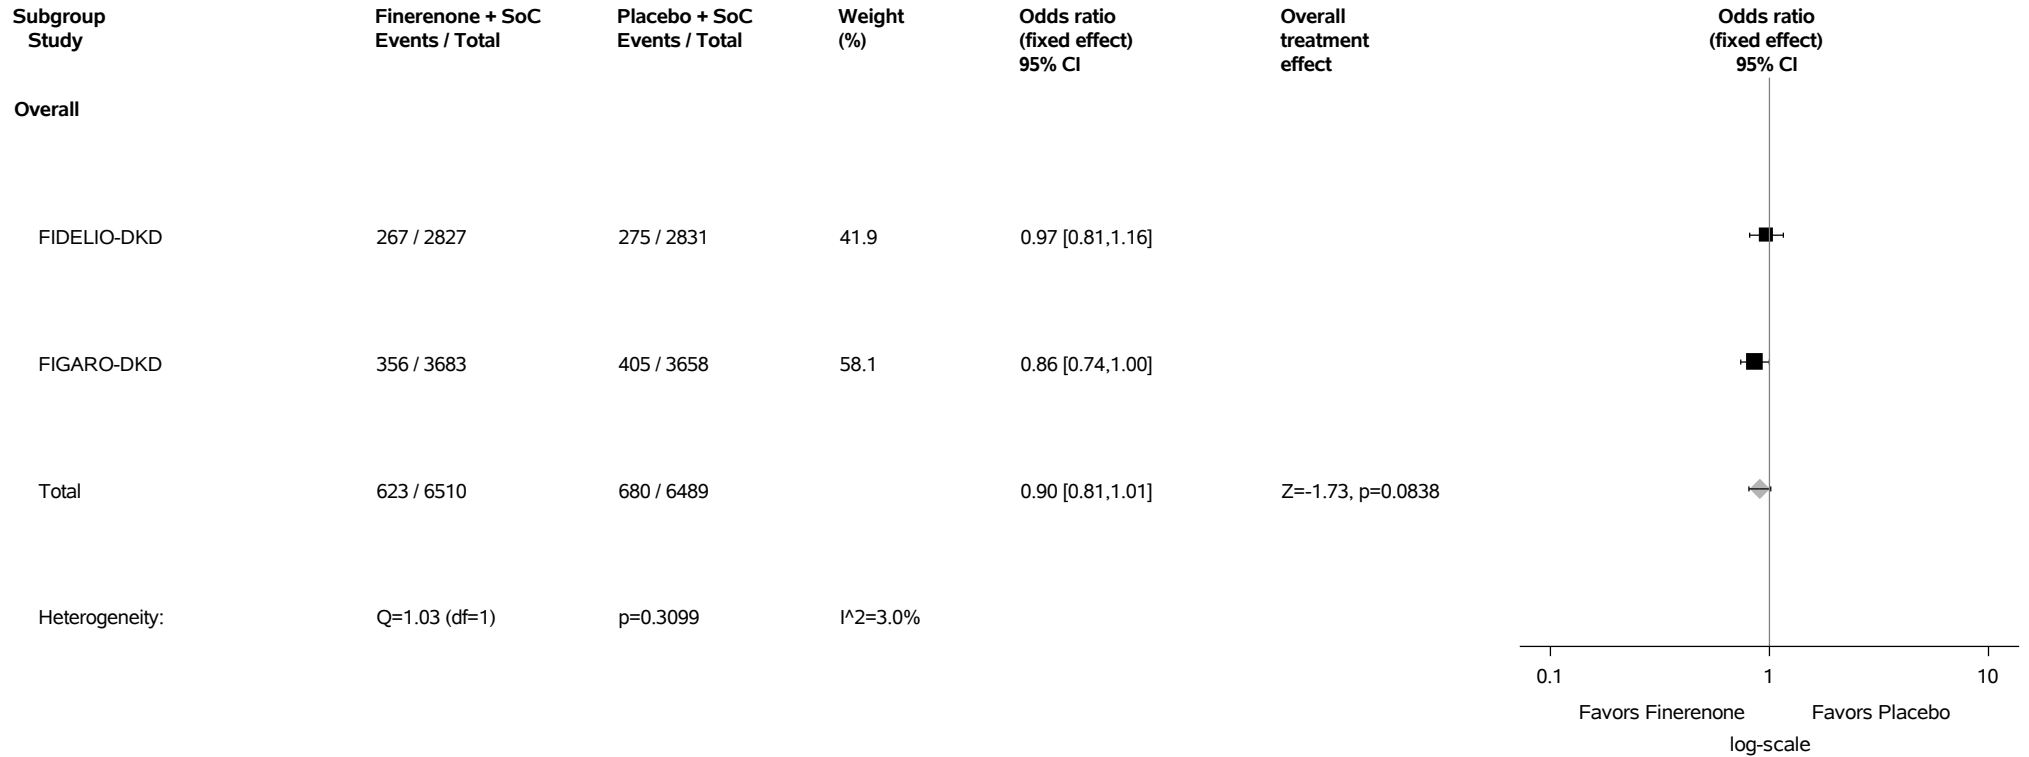 Subgroup Finerenone + SoC Placebo + SoC Weight Odds ratio Overall Odds ratio
Study Events / Total Events / Total (%) (fixed effect) treatment (fixed effect)
95% CI effect 95% CI
Overall
FIDELIO-DKD 267 / 2827 275 / 2831 41.9 0.97 [0.81,1.16]
FIGARO-DKD 356 / 3683 405 / 3658 58.1 0.86 [0.74,1.00]
Total 623 / 6510 680 / 6489 0.90 [0.81,1.01] Z=-1.73, p=0.0838
Heterogeneity: Q=1.03 (df=1) p=0.3099 I^2=3.0%
0.1 1 10
Favors Finerenone Favors Placebo
log-scale